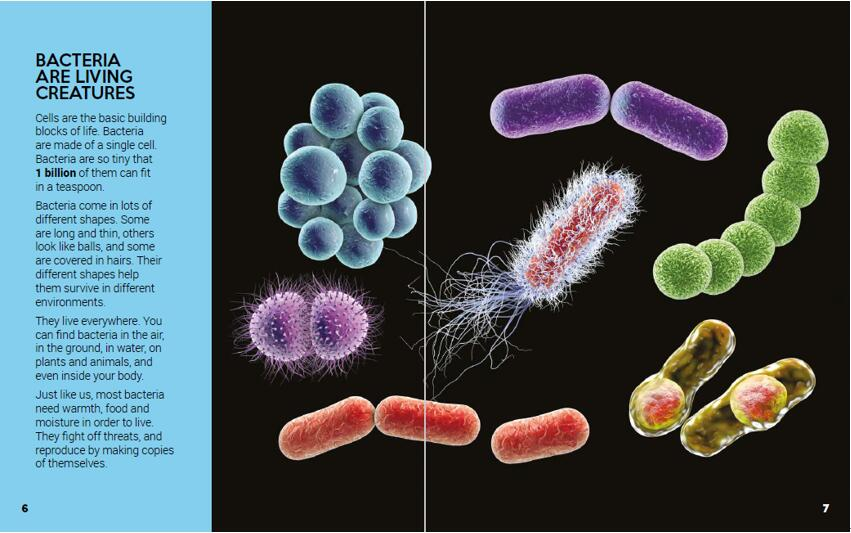 BACTERIA
ARE LIVING
CREATURES
Cells are the basic building
blocks of life. Bacteria
are made of a single cell.
Bacteria are so tiny that
1 billion of them can fit
in a teaspoon.
Bacteria come in lots of
different shapes. Some
are long and thin, others
look like balls, and some
are covered in hairs. Their
different shapes help
them survive in different
environments.
They live everywhere. You
can find bacteria in the air,
in the ground, in water, on
plants and animals, and
even inside your body.
Just like us, most bacteria
need warmth, food and
moisture in order to live.
They fight off threats, and
reproduce by making copies
of themselves.
6
7